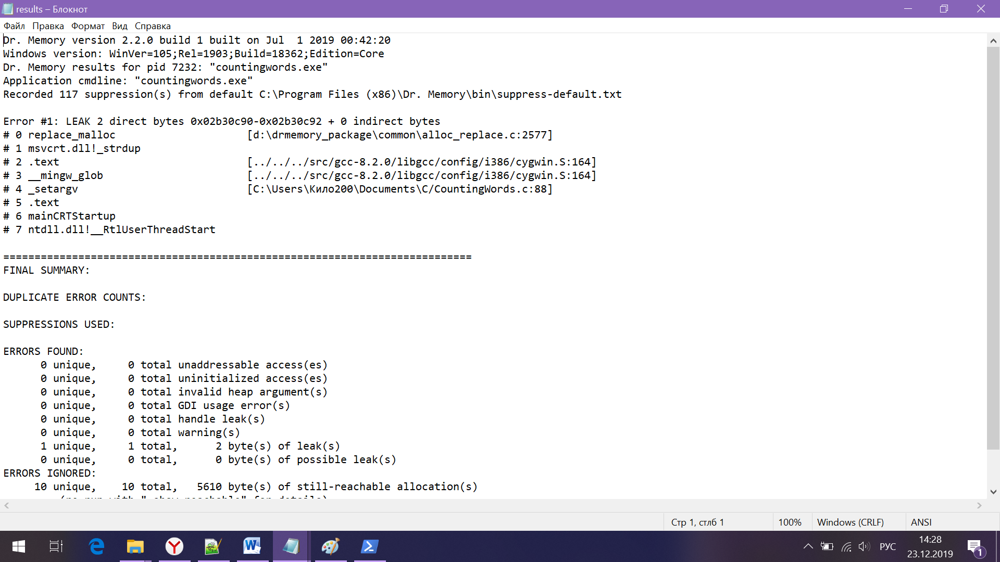 results – Блокнот
Файл Правка Формат Вид Справка
Dr. Memory version 2.2.0 build 1 built on Jul  1 2019 00:42:20
Windows version: WinVer=105;Rel=1903;Build=18362;Edition=Core
Dr. Memory results for pid 7232: "countingwords.exe"
Application cmdline: "countingwords.exe"
Recorded 117 suppression(s) from default C:\Program Files (x86)\Dr. Memory\bin\suppress-default.txt
Error #1: LEAK 2 direct bytes 0x02b30c90-0x02b30c92 + 0 indirect bytes
# 0 replace_malloc [d:\drmemory_package\common\alloc_replace.c:2577]
# 1 msvcrt.dll!_strdup
# 2 .text [../../../src/gcc-8.2.0/libgcc/config/i386/cygwin.S:164]
# 3 __mingw_glob [../../../src/gcc-8.2.0/libgcc/config/i386/cygwin.S:164]
# 4 _setargv [C:\Users\Кило200\Documents\C/CountingWords.c:88]
# 5 .text
# 6 mainCRTStartup
# 7 ntdll.dll!__RtlUserThreadStart
===========================================================================
FINAL SUMMARY:
DUPLICATE ERROR COUNTS:
SUPPRESSIONS USED:
ERRORS FOUND:
0 unique, 0 total unaddressable access(es)
0 unique, 0 total uninitialized access(es)
0 unique, 0 total invalid heap argument(s)
0 unique, 0 total GDI usage error(s)
0 unique, 0 total handle leak(s)
0 unique, 0 total warning(s)
1 unique, 1 total, 2 byte(s) of leak(s)
0 unique, 0 total, 0 byte(s) of possible leak(s)
ERRORS IGNORED:
10 unique, 10 total, 5610 byte(s) of still-reachable allocation(s)
(re-run with "-show_reachable" for details)
Стр 1, стлб 1 100% Windows (CRLF) ANSI
РУС 14:28
23.12.2019
1